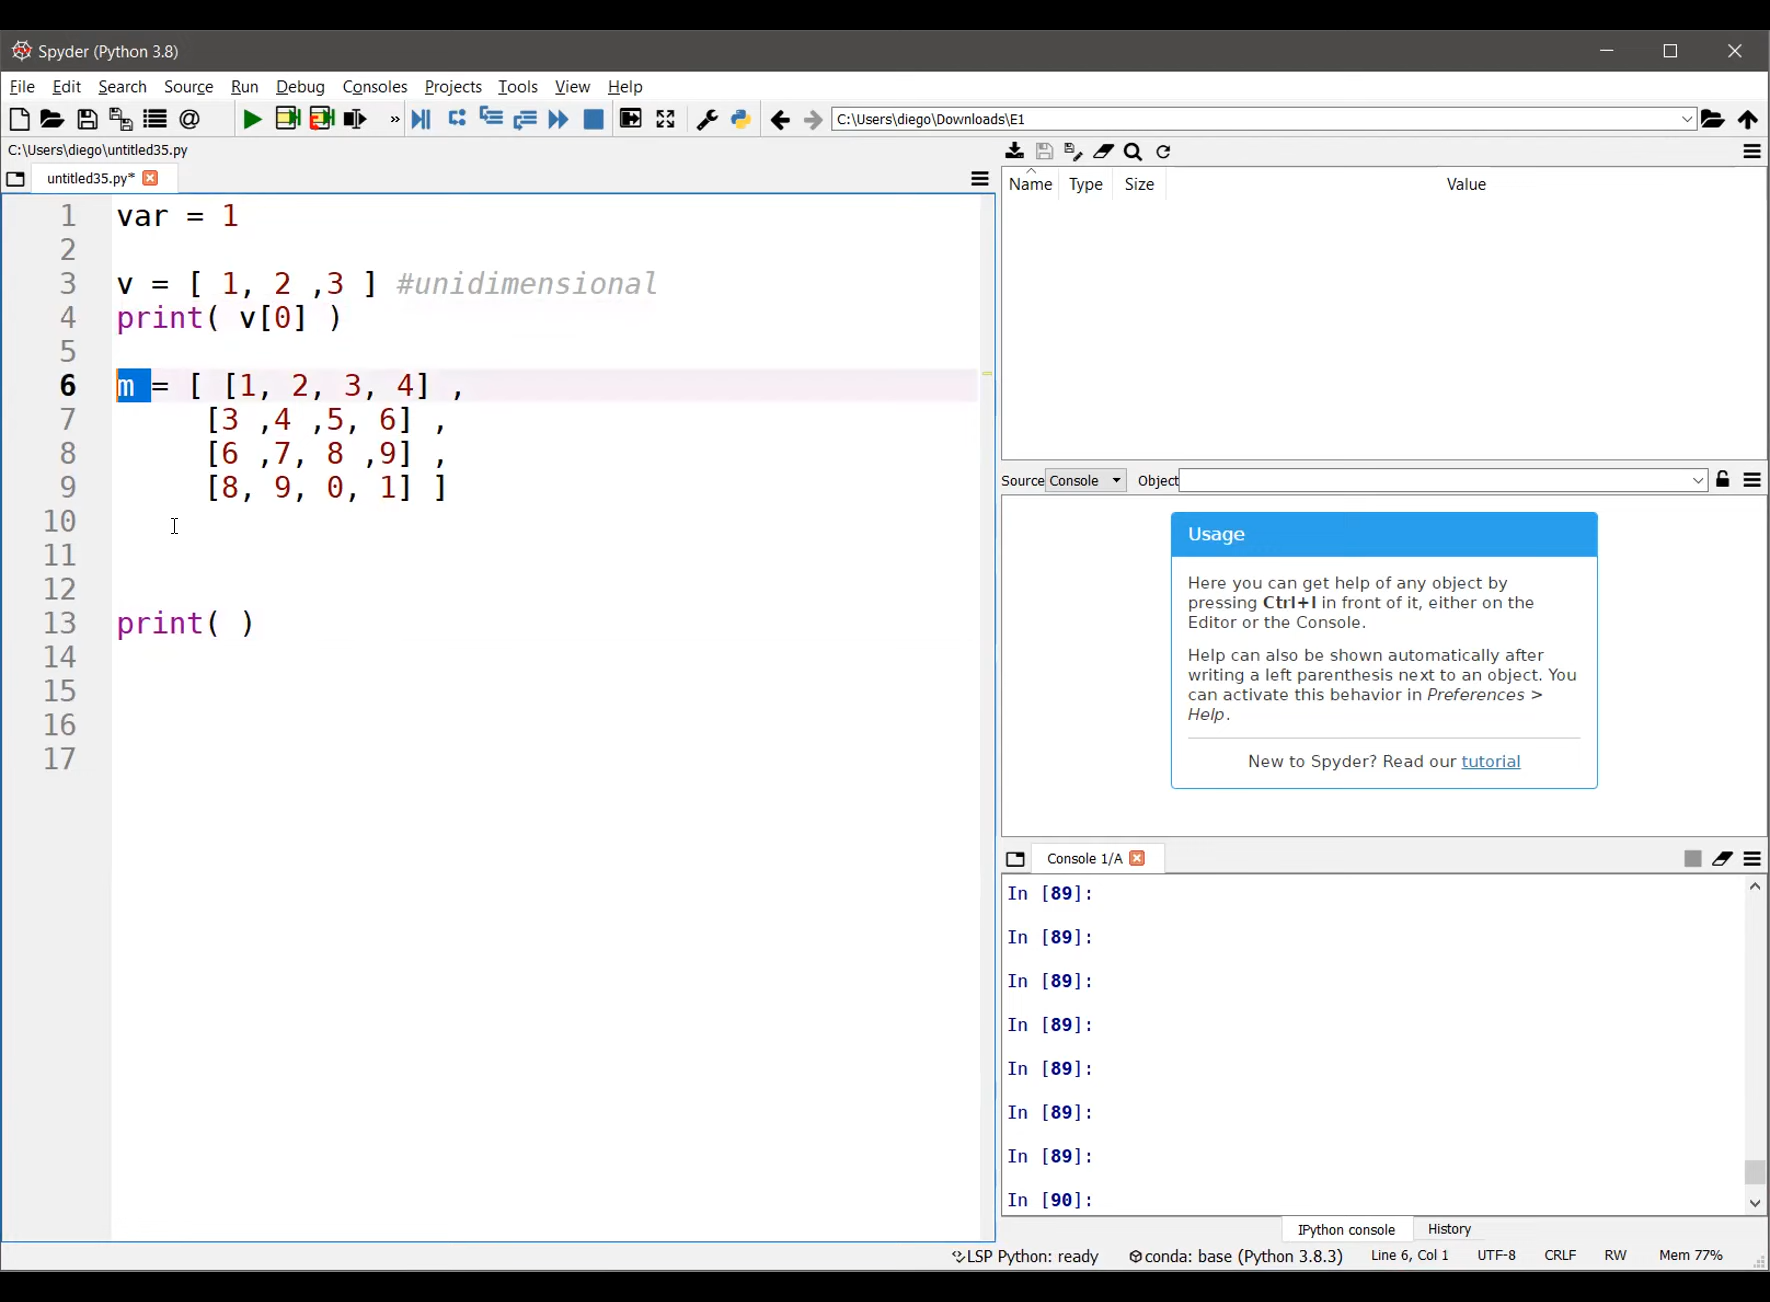 Spyder (Python 3.8)
File Edit Search Source Run Debug Consoles Projects Tools View Help
» C:\Users\diego\Downloads\E1
C:\Users\diego\untitled35.py
untitled35.py*
1 var = 1
2
3 v = [ 1, 2 ,3 ] #unidimensional
4 print( v[0] )
5
6 m = [ [1, 2, 3, 4] ,
7 [3 ,4 ,5, 6] ,
8 [6 ,7, 8 ,9] ,
9 [8, 9, 0, 1] ]
10
11
12
13 print( )
14
15
16
17
Name Type Size Value
Source Console Object
Usage
Here you can get help of any object by
pressing Ctrl+I in front of it, either on the
Editor or the Console.
Help can also be shown automatically after
writing a left parenthesis next to an object. You
can activate this behavior in Preferences >
Help.
New to Spyder? Read our tutorial
Console 1/A
In [89]:
In [89]:
In [89]:
In [89]:
In [89]:
In [89]:
In [89]:
In [90]:
IPython console History
LSP Python: ready conda: base (Python 3.8.3) Line 6, Col 1 UTF-8 CRLF RW Mem 77%